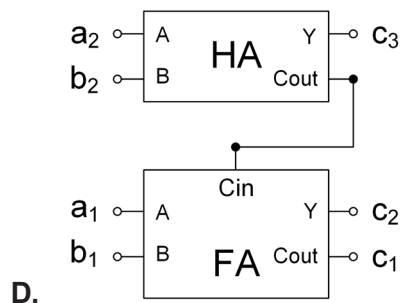 a₂ A Y c₃
HA
b₂ B Cout
Cin
a₁ A Y c₂
b₁ B Cout c₁
FA
D.